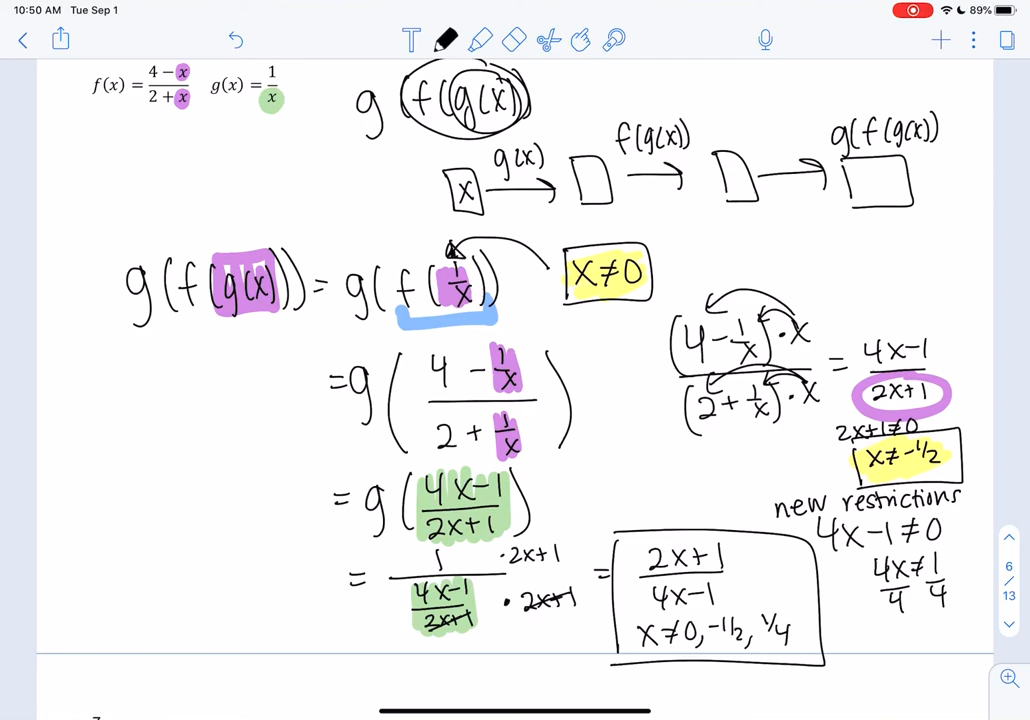 10:50 AM Tue Sep 1
89%
f(x) = (4 − x)/(2 + x) g(x) = 1/x
g (f(g(x)))
x g(x) f(g(x)) g(f(g(x)))
g(f(g(x))) = g(f(1/x)) x≠0
= g((4 − 1/x)/(2 + 1/x))
(4 − 1/x)·x/(2 + 1/x)·x = (4x−1)/(2x+1)
2x+1≠0
x≠−1/2
= g((4x−1)/(2x+1))
new restrictions
4x−1≠0
4x/4≠1/4
= 1/((4x−1)/(2x+1)) ·2x+1/·2x+1 = (2x+1)/(4x−1)
x≠0, −1/2, 1/4
6
/
13